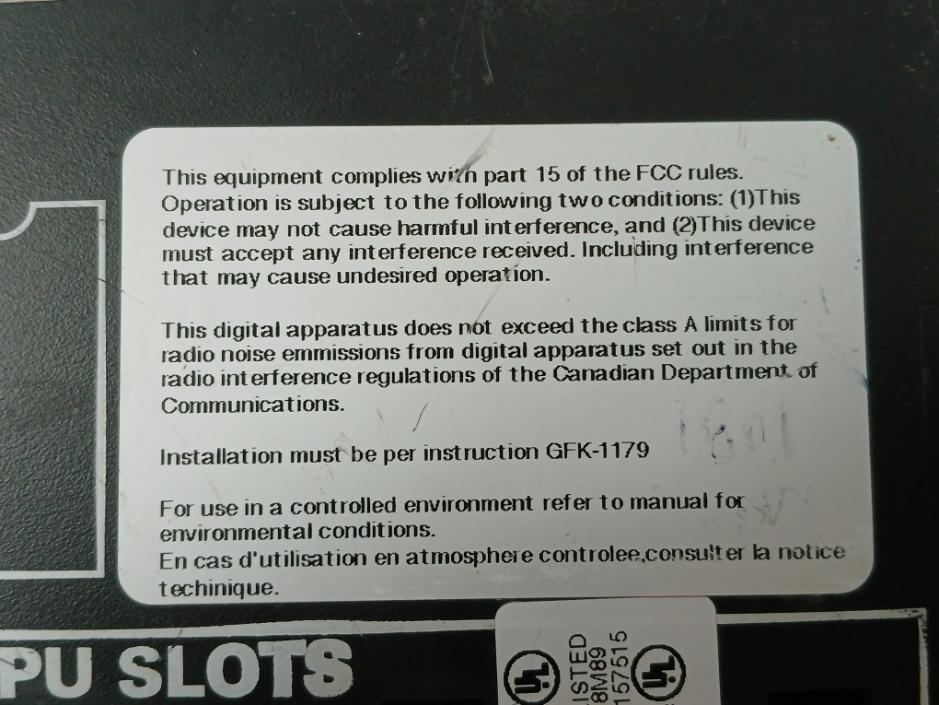 This equipment complies with part 15 of the FCC rules.
Operation is subject to the following two conditions: (1)This
device may not cause harmful interference, and (2)This device
must accept any interference received. Including interference
that may cause undesired operation.
This digital apparatus does not exceed the class A limits for
radio noise emmissions from digital apparatus set out in the
radio interference regulations of the Canadian Department of
Communications.
Installation must be per instruction GFK-1179
For use in a controlled environment refer to manual for
environmental conditions.
En cas d'utilisation en atmosphere controlee,consulter la notice
techinique.
PU SLOTS
UL
ISTED
8M89
157515
UL